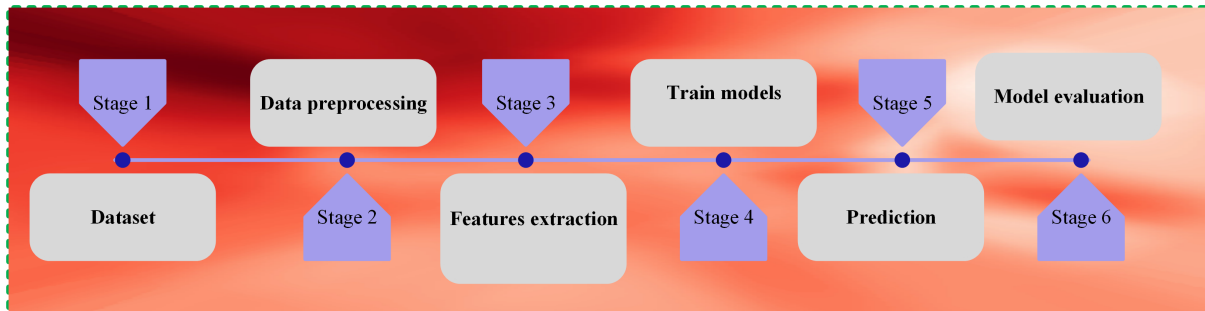 Stage 1
Dataset
Data preprocessing
Stage 2
Stage 3
Features extraction
Train models
Stage 4
Stage 5
Prediction
Model evaluation
Stage 6